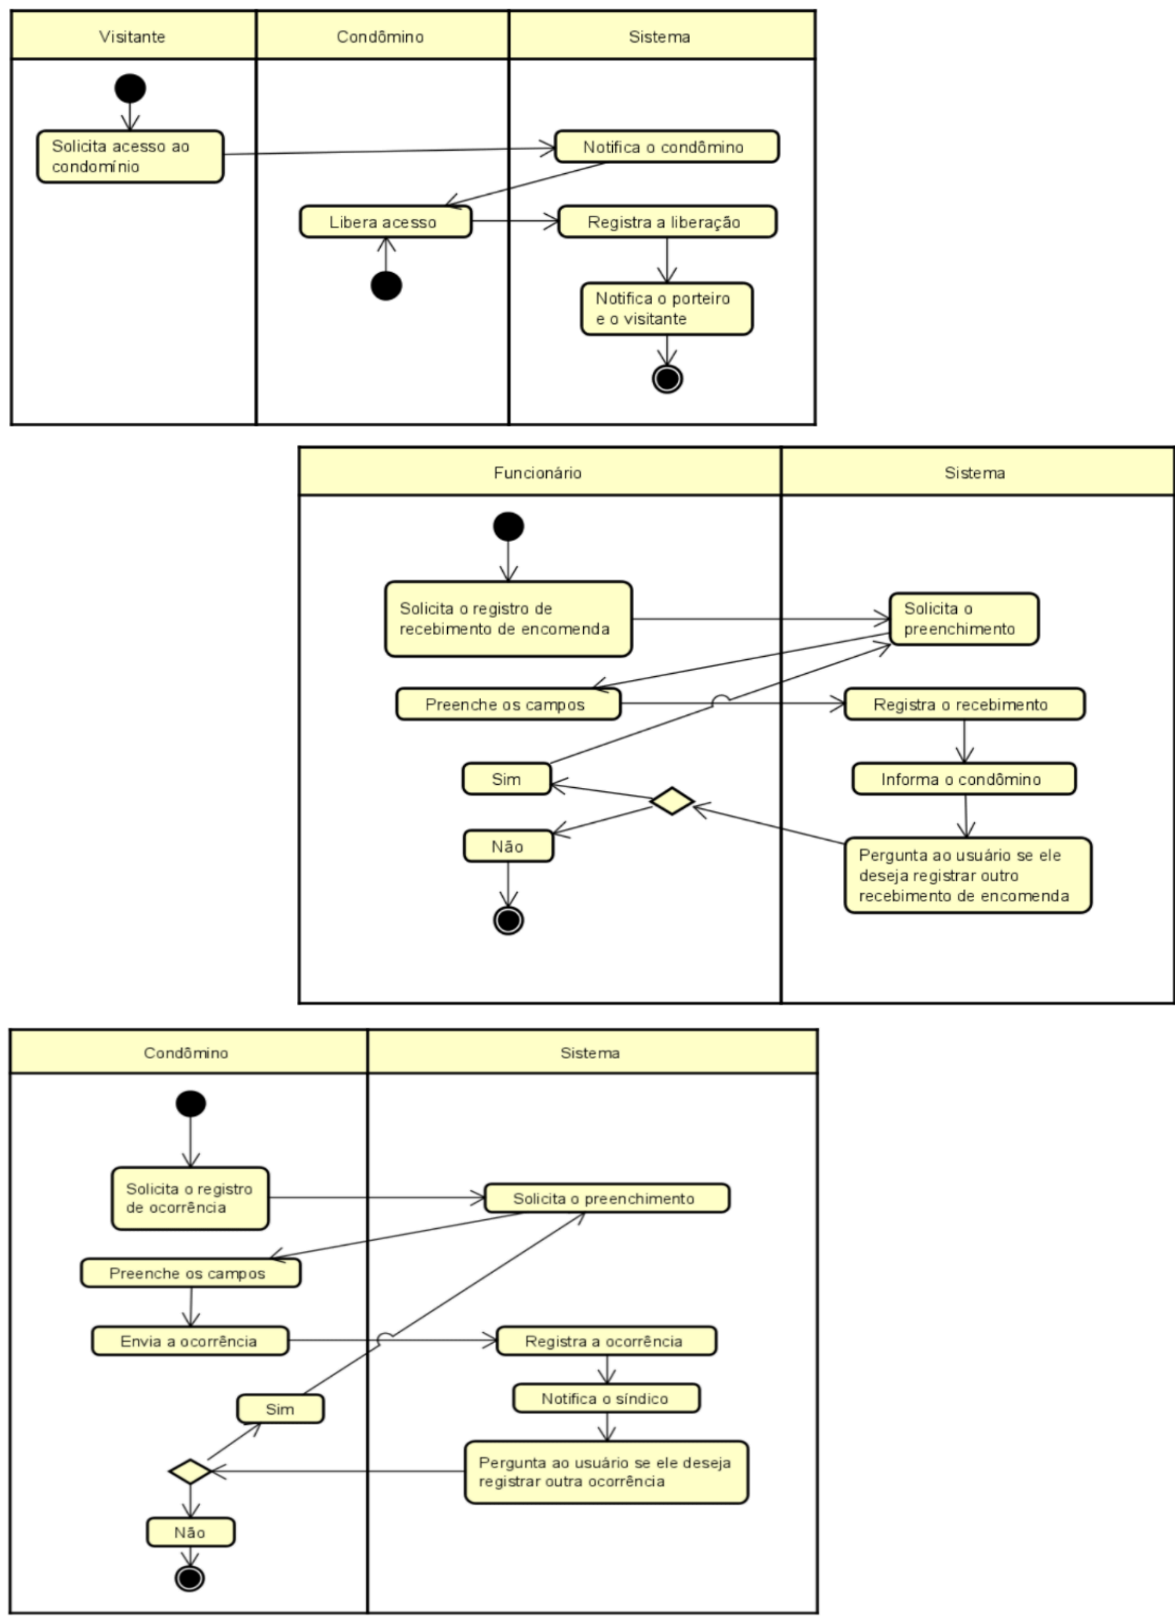 Visitante
Condômino
Sistema
Solicita acesso ao
condomínio
Notifica o condômino
Libera acesso
Registra a liberação
Notifica o porteiro
e o visitante
Funcionário
Sistema
Solicita o registro de
recebimento de encomenda
Solicita o
preenchimento
Preenche os campos
Registra o recebimento
Sim
Informa o condômino
Não
Pergunta ao usuário se ele
deseja registrar outro
recebimento de encomenda
Condômino
Sistema
Solicita o registro
de ocorrência
Solicita o preenchimento
Preenche os campos
Envia a ocorrência
Registra a ocorrência
Sim
Notifica o síndico
Pergunta ao usuário se ele deseja
registrar outra ocorrência
Não